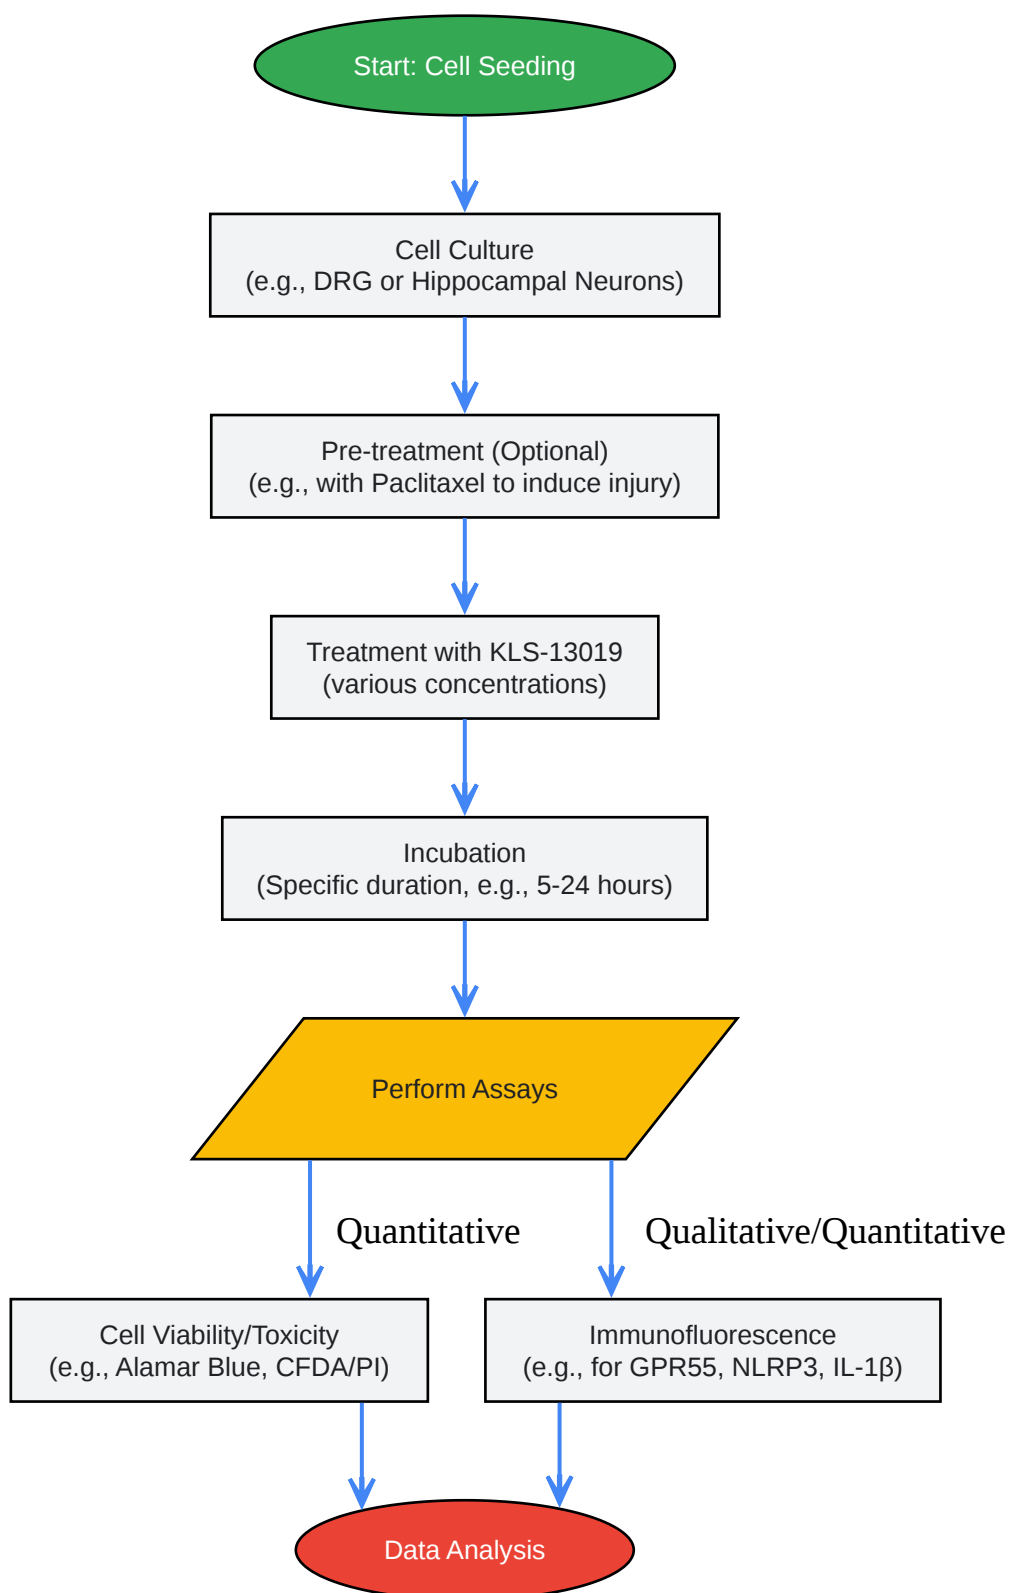 Start: Cell Seeding
Cell Culture
(e.g., DRG or Hippocampal Neurons)
Pre-treatment (Optional)
(e.g., with Paclitaxel to induce injury)
Treatment with KLS-13019
(various concentrations)
Incubation
(Specific duration, e.g., 5-24 hours)
Perform Assays
Quantitative
Qualitative/Quantitative
Cell Viability/Toxicity
(e.g., Alamar Blue, CFDA/PI)
Immunofluorescence
(e.g., for GPR55, NLRP3, IL-1β)
Data Analysis